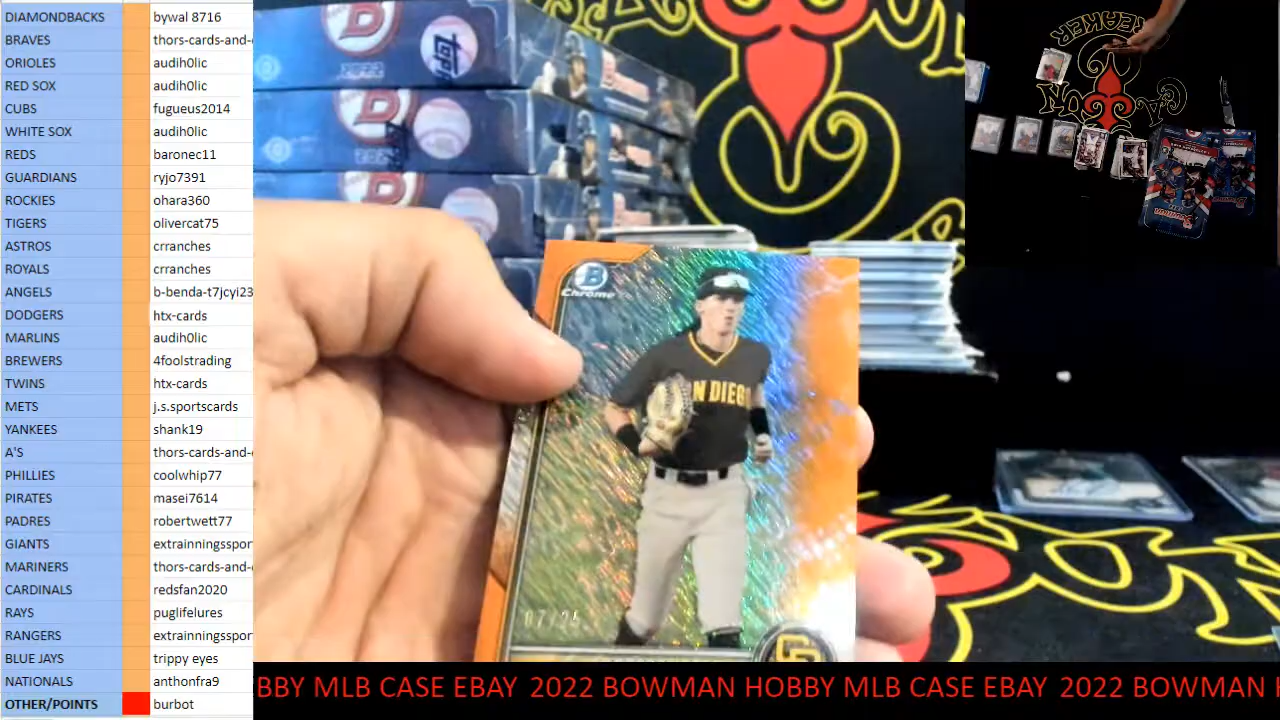 DIAMONDBACKS bywal 8716
BRAVES thors-cards-and-
ORIOLES audih0lic
RED SOX audih0lic
CUBS fugueus2014
WHITE SOX audih0lic
REDS baronec11
GUARDIANS ryjo7391
ROCKIES ohara360
TIGERS olivercat75
ASTROS crranches
ROYALS crranches
ANGELS b-benda-t7jcyi23
DODGERS htx-cards
MARLINS audih0lic
BREWERS 4foolstrading
TWINS htx-cards
METS j.s.sportscards
YANKEES shank19
A'S thors-cards-and-
PHILLIES coolwhip77
PIRATES masei7614
PADRES robertwett77
GIANTS extrainningsspor
MARINERS thors-cards-and-
CARDINALS redsfan2020
RAYS puglifelures
RANGERS extrainningsspor
BLUE JAYS trippy eyes
NATIONALS anthonfra9
OTHER/POINTS burbot
2022
topps
B
Chrome
N DIEGO
07/25
BREAKER
BBY MLB CASE EBAY 2022 BOWMAN HOBBY MLB CASE EBAY 2022 BOWMAN H